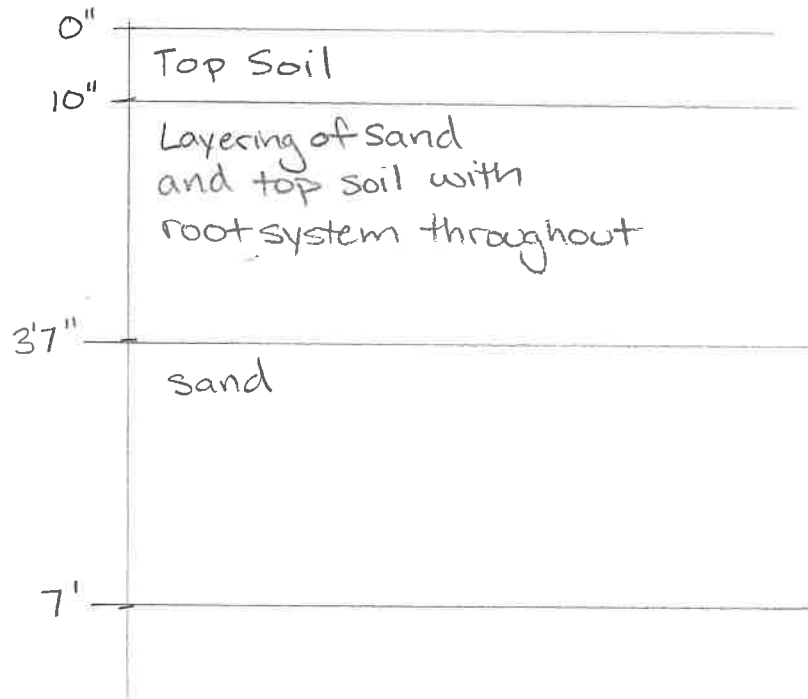 0"
Top Soil
10"
Layering of sand
and top soil with
root system throughout
3'7"
sand
7'